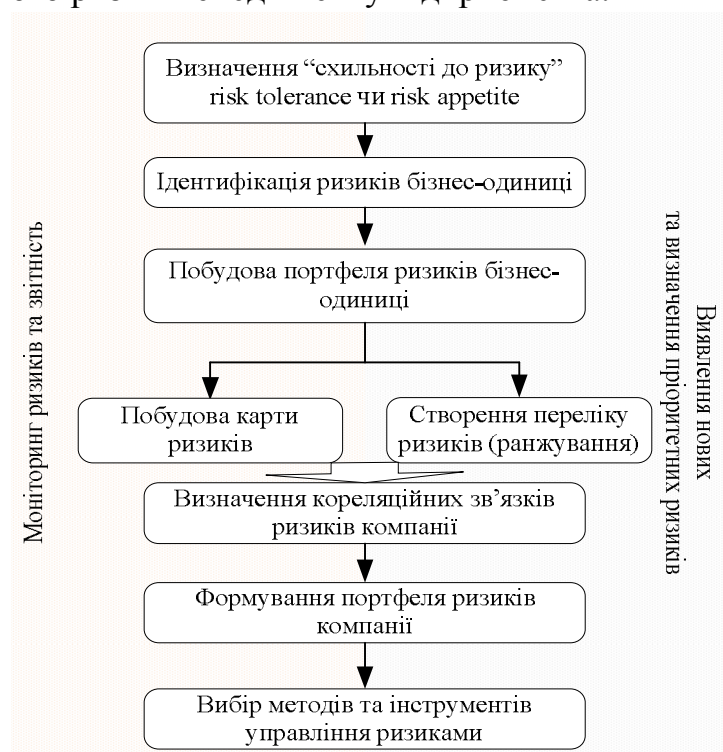 Визначення “схильності до ризику”
risk tolerance чи risk appetite
Ідентифікація ризиків бізнес-одиниці
Побудова портфеля ризиків бізнес-
одиниці
Побудова карти
ризиків
Створення переліку
ризиків (ранжування)
Визначення кореляційних зв’язків
ризиків компанії
Формування портфеля ризиків
компанії
Вибір методів та інструментів
управління ризиками
Моніторинг ризиків та звітність
Виявлення нових
та визначення пріоритетних ризиків